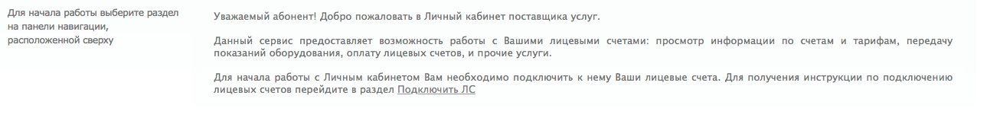 Для начала работы выберите раздел
на панели навигации,
расположенной сверху
Уважаемый абонент! Добро пожаловать в Личный кабинет поставщика услуг.
Данный сервис предоставляет возможность работы с Вашими лицевыми счетами: просмотр информации по счетам и тарифам, передачу
показаний оборудования, оплату лицевых счетов, и прочие услуги.
Для начала работы с Личным кабинетом Вам необходимо подключить к нему Ваши лицевые счета. Для получения инструкции по подключению
лицевых счетов перейдите в раздел Подключить ЛС